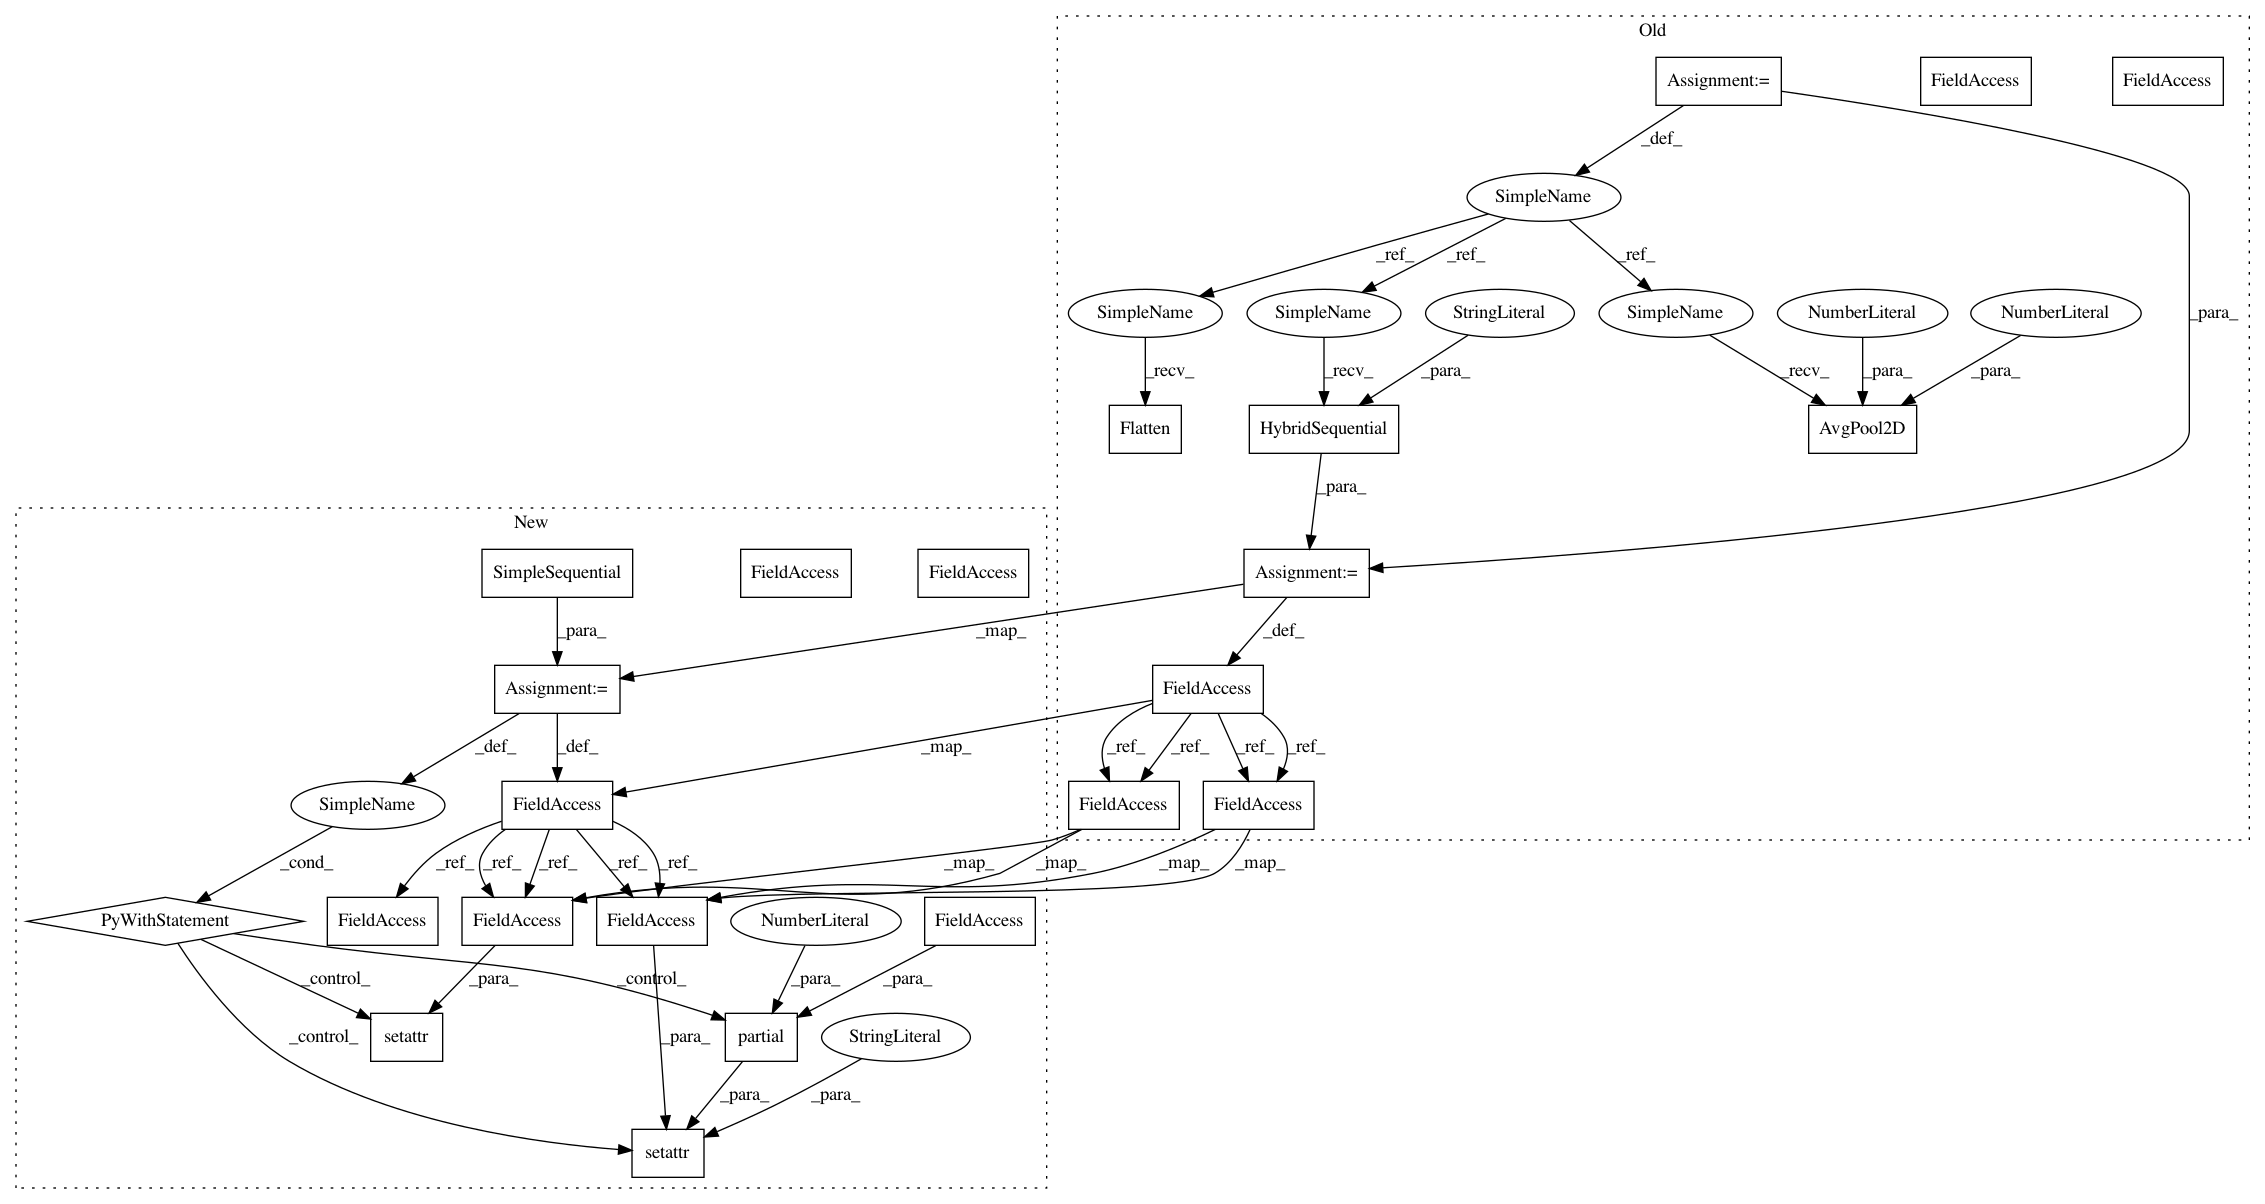 Old
Assignment:=
FieldAccess
FieldAccess
_def_
SimpleName
_ref_
_ref_
_ref_
SimpleName
SimpleName
StringLiteral
SimpleName
NumberLiteral
NumberLiteral
_para_
_recv_
_recv_
_para_
_recv_
_para_
_para_
Flatten
HybridSequential
AvgPool2D
_para_
New
SimpleSequential
FieldAccess
FieldAccess
Assignment:=
_para_
_map_
_def_
Assignment:=
FieldAccess
_def_
_def_
_map_
_ref_
_ref_
_ref_
_ref_
SimpleName
FieldAccess
FieldAccess
FieldAccess
_cond_
_ref_
_ref_
_ref_
_ref_
_ref_
_map_
_map_
_map_
_map_
PyWithStatement
FieldAccess
FieldAccess
FieldAccess
NumberLiteral
FieldAccess
_control_
_para_
_control_
_para_
_para_
_control_
setattr
_para_
partial
StringLiteral
_para_
_para_
setattr